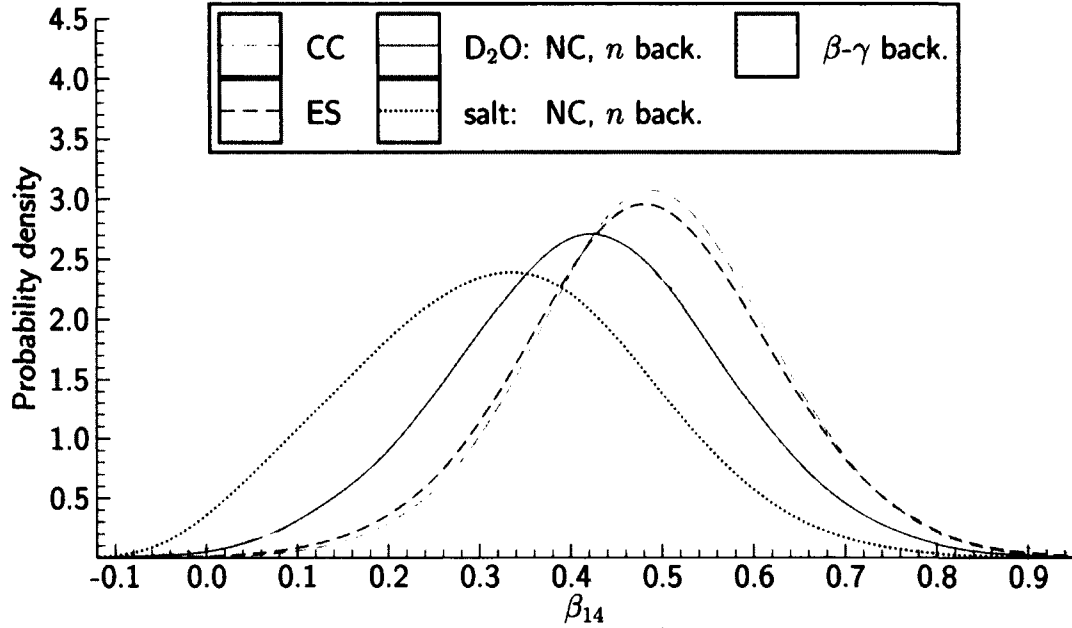 CC D₂O: NC, n back. β-γ back.
ES salt: NC, n back.
Probability density
4.5
4.0
3.5
3.0
2.5
2.0
1.5
1.0
0.5
-0.1 0.0 0.1 0.2 0.3 0.4 0.5 0.6 0.7 0.8 0.9
β₁₄